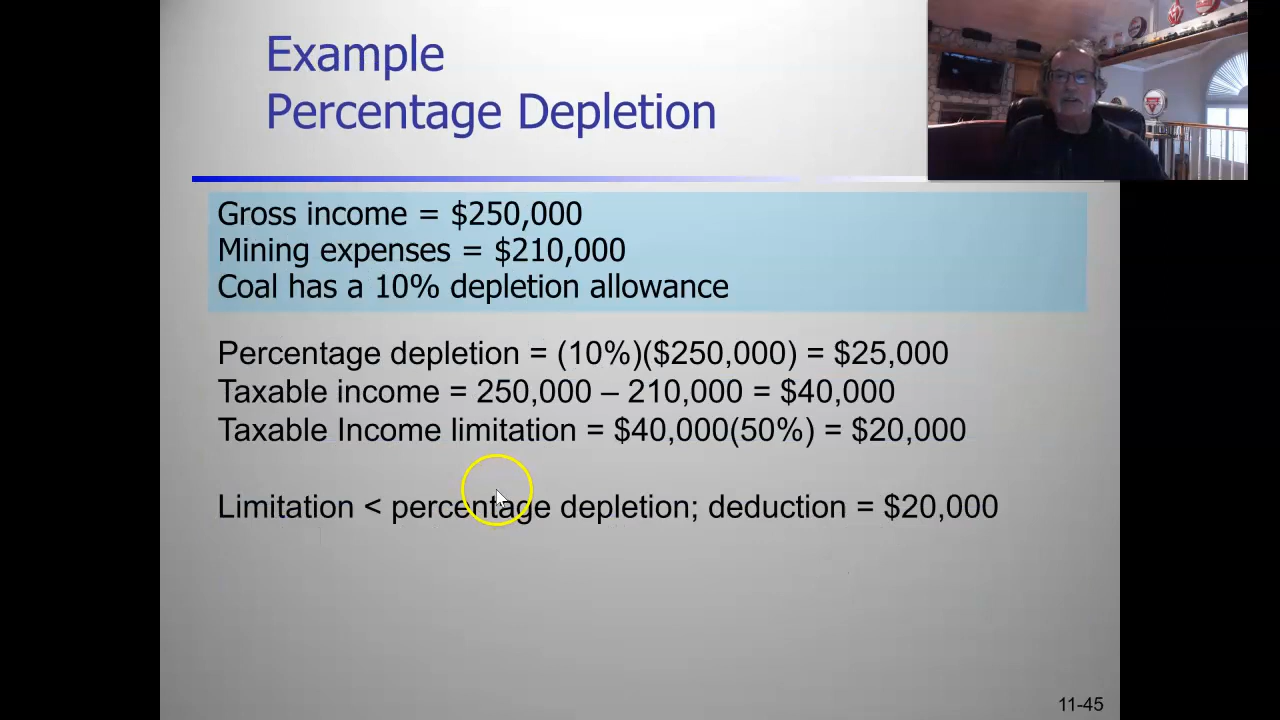 Example
Percentage Depletion
Gross income = $250,000
Mining expenses = $210,000
Coal has a 10% depletion allowance
Percentage depletion = (10%)($250,000) = $25,000
Taxable income = 250,000 – 210,000 = $40,000
Taxable Income limitation = $40,000(50%) = $20,000
Limitation < percentage depletion; deduction = $20,000
11-45